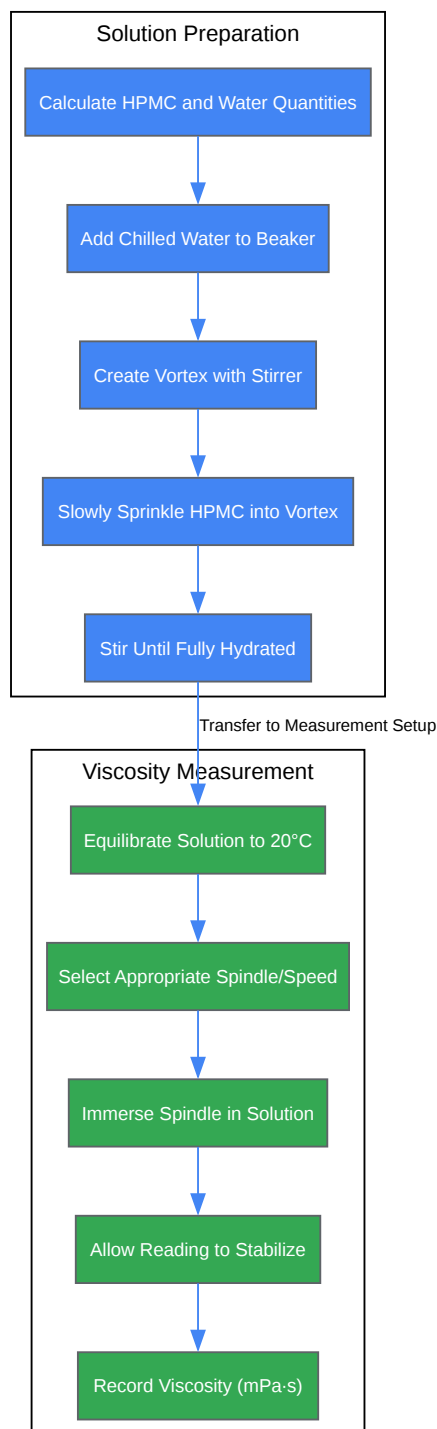 Solution Preparation
Calculate HPMC and Water Quantities
Add Chilled Water to Beaker
Create Vortex with Stirrer
Slowly Sprinkle HPMC into Vortex
Stir Until Fully Hydrated
Transfer to Measurement Setup
Viscosity Measurement
Equilibrate Solution to 20°C
Select Appropriate Spindle/Speed
Immerse Spindle in Solution
Allow Reading to Stabilize
Record Viscosity (mPa·s)